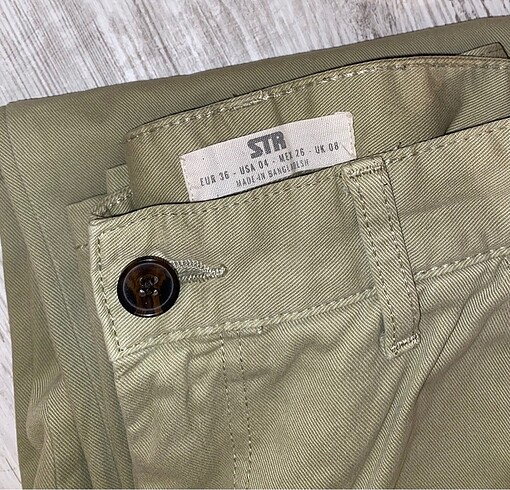 STR
EUR 36 - USA 04 - MEX 26 - UK 08
MADE-IN BANGLADESH